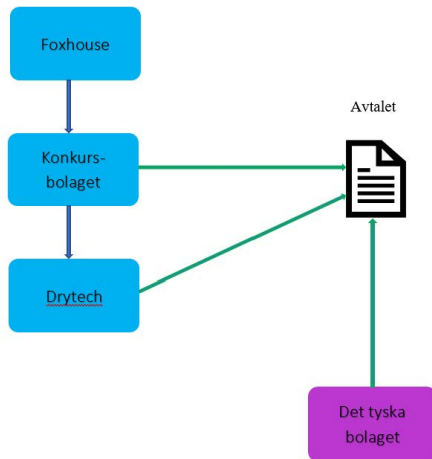 Foxhouse
Avtalet
Konkurs-
bolaget
Drytech
Det tyska
bolaget